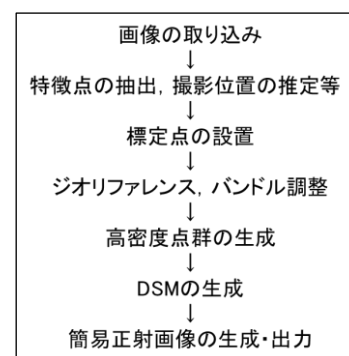 画像の取り込み
↓
特徴点の抽出, 撮影位置の推定等
↓
標定点の設置
↓
ジオリファレンス, バンドル調整
↓
高密度点群の生成
↓
DSMの生成
↓
簡易正射画像の生成・出力